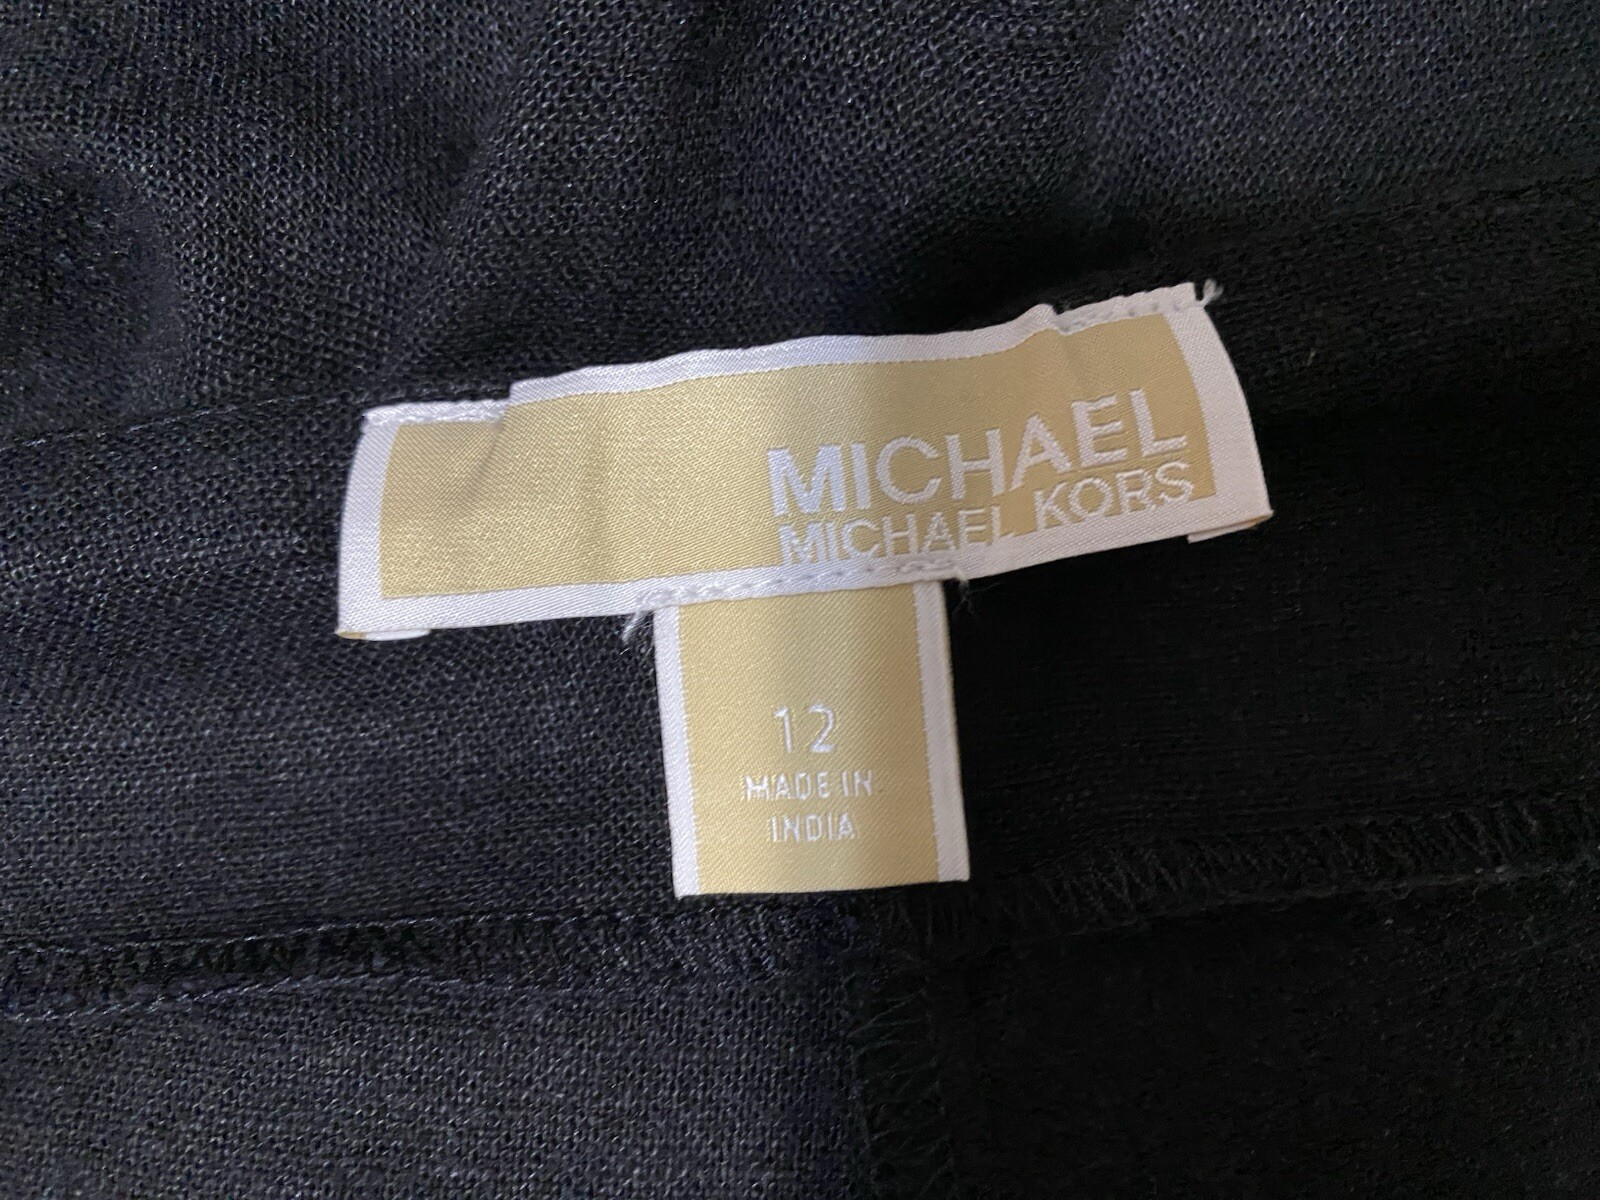 MICHAEL
MICHAEL KORS
12
MADE IN
INDIA